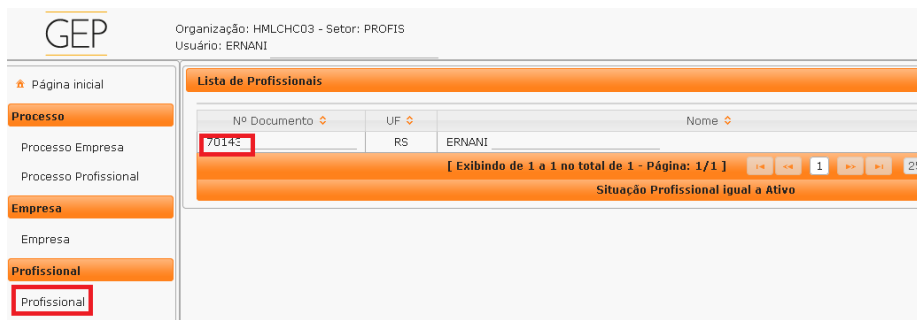 GEP
Organização: HMLCHC03 - Setor: PROFIS
Usuário: ERNANI
Página inicial
Processo
Processo Empresa
Processo Profissional
Empresa
Empresa
Profissional
Profissional
Lista de Profissionais
Nº Documento UF Nome
70143 RS ERNANI
[ Exibindo de 1 a 1 no total de 1 - Página: 1/1 ] 1 25
Situação Profissional igual a Ativo